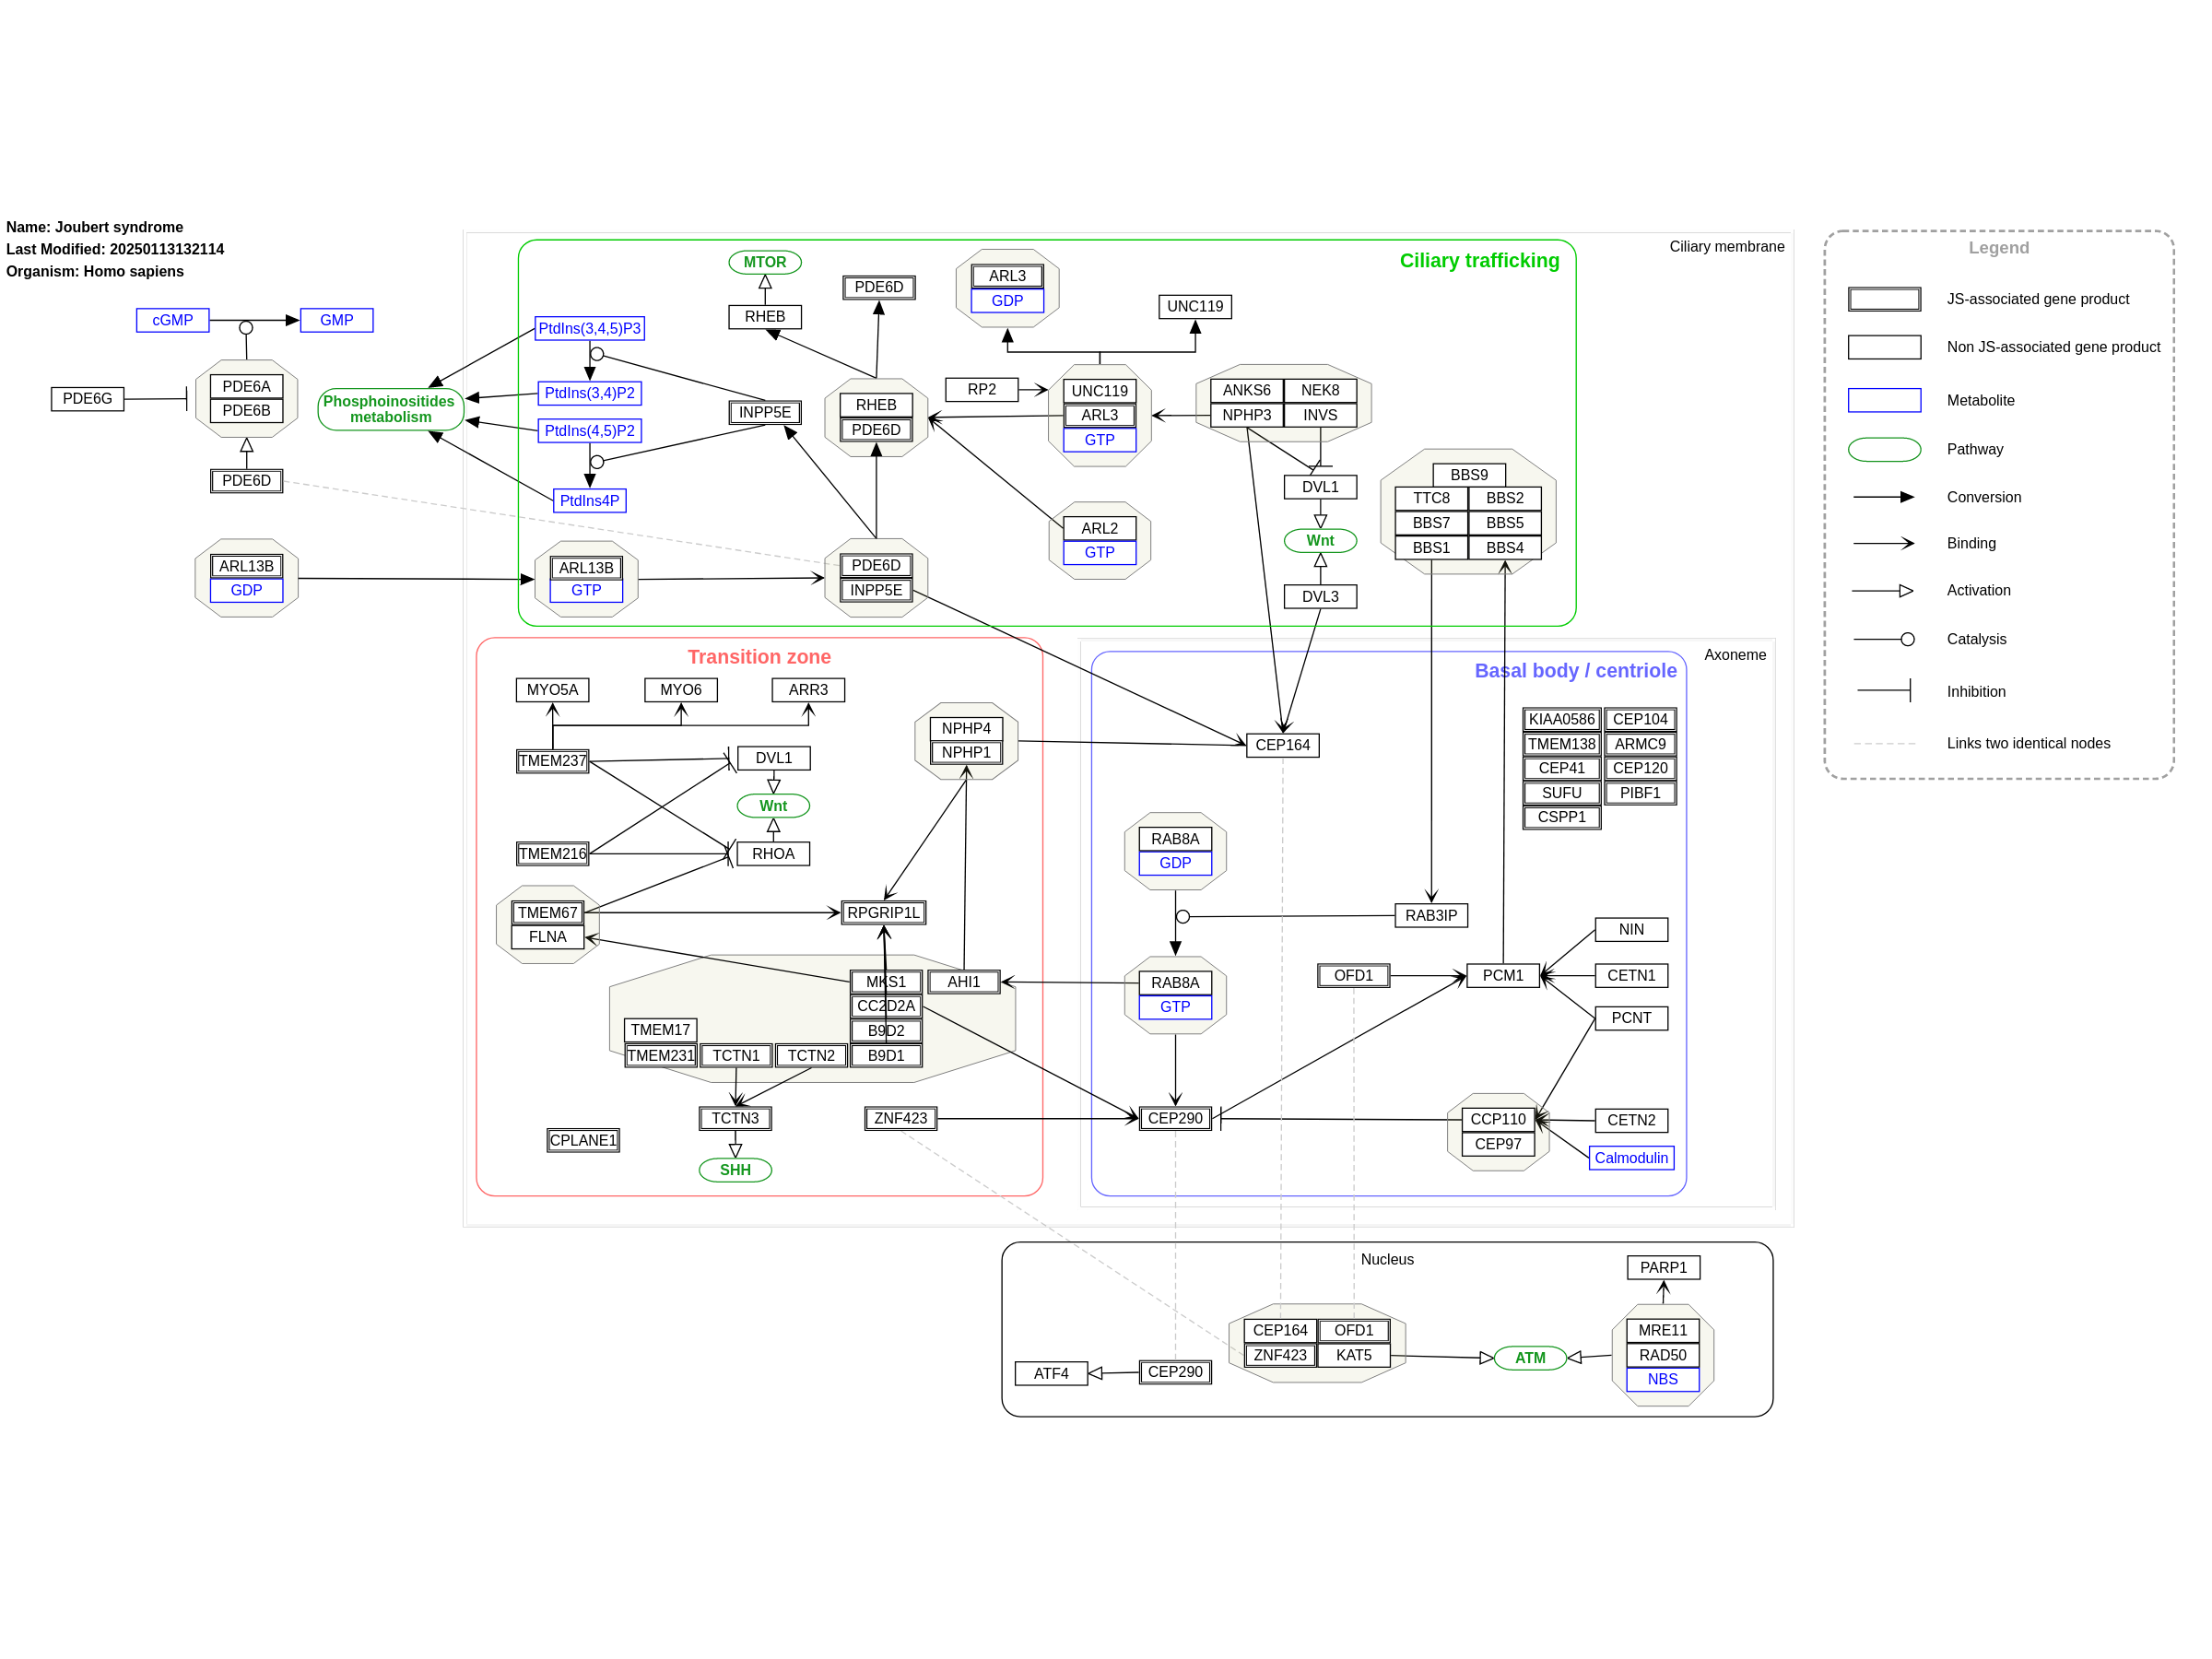 Name: Joubert syndrome
Last Modified: 20250113132114
Organism: Homo sapiens
cGMP
GMP
PDE6G
PDE6A
PDE6B
PDE6D
Phosphoinositides
metabolism
ARL13B
GDP
Ciliary membrane
Ciliary trafficking
MTOR
RHEB
PDE6D
ARL3
GDP
UNC119
PtdIns(3,4,5)P3
PtdIns(3,4)P2
PtdIns(4,5)P2
PtdIns4P
INPP5E
RHEB
PDE6D
RP2
UNC119
ARL3
GTP
ANKS6
NEK8
NPHP3
INVS
DVL1
Wnt
DVL3
BBS9
TTC8
BBS2
BBS7
BBS5
BBS1
BBS4
ARL2
GTP
ARL13B
GTP
PDE6D
INPP5E
Transition zone
MYO5A
MYO6
ARR3
TMEM237
DVL1
Wnt
RHOA
TMEM216
NPHP4
NPHP1
TMEM67
FLNA
RPGRIP1L
MKS1
AHI1
CC2D2A
B9D2
B9D1
TMEM17
TMEM231
TCTN1
TCTN2
TCTN3
ZNF423
CPLANE1
SHH
Axoneme
Basal body / centriole
KIAA0586
CEP104
TMEM138
ARMC9
CEP41
CEP120
SUFU
PIBF1
CSPP1
CEP164
RAB8A
GDP
RAB3IP
RAB8A
GTP
OFD1
PCM1
NIN
CETN1
PCNT
CEP290
CCP110
CEP97
CETN2
Calmodulin
Nucleus
PARP1
CEP164
OFD1
ZNF423
KAT5
ATM
MRE11
RAD50
NBS
ATF4
CEP290
Legend
JS-associated gene product
Non JS-associated gene product
Metabolite
Pathway
Conversion
Binding
Activation
Catalysis
Inhibition
Links two identical nodes